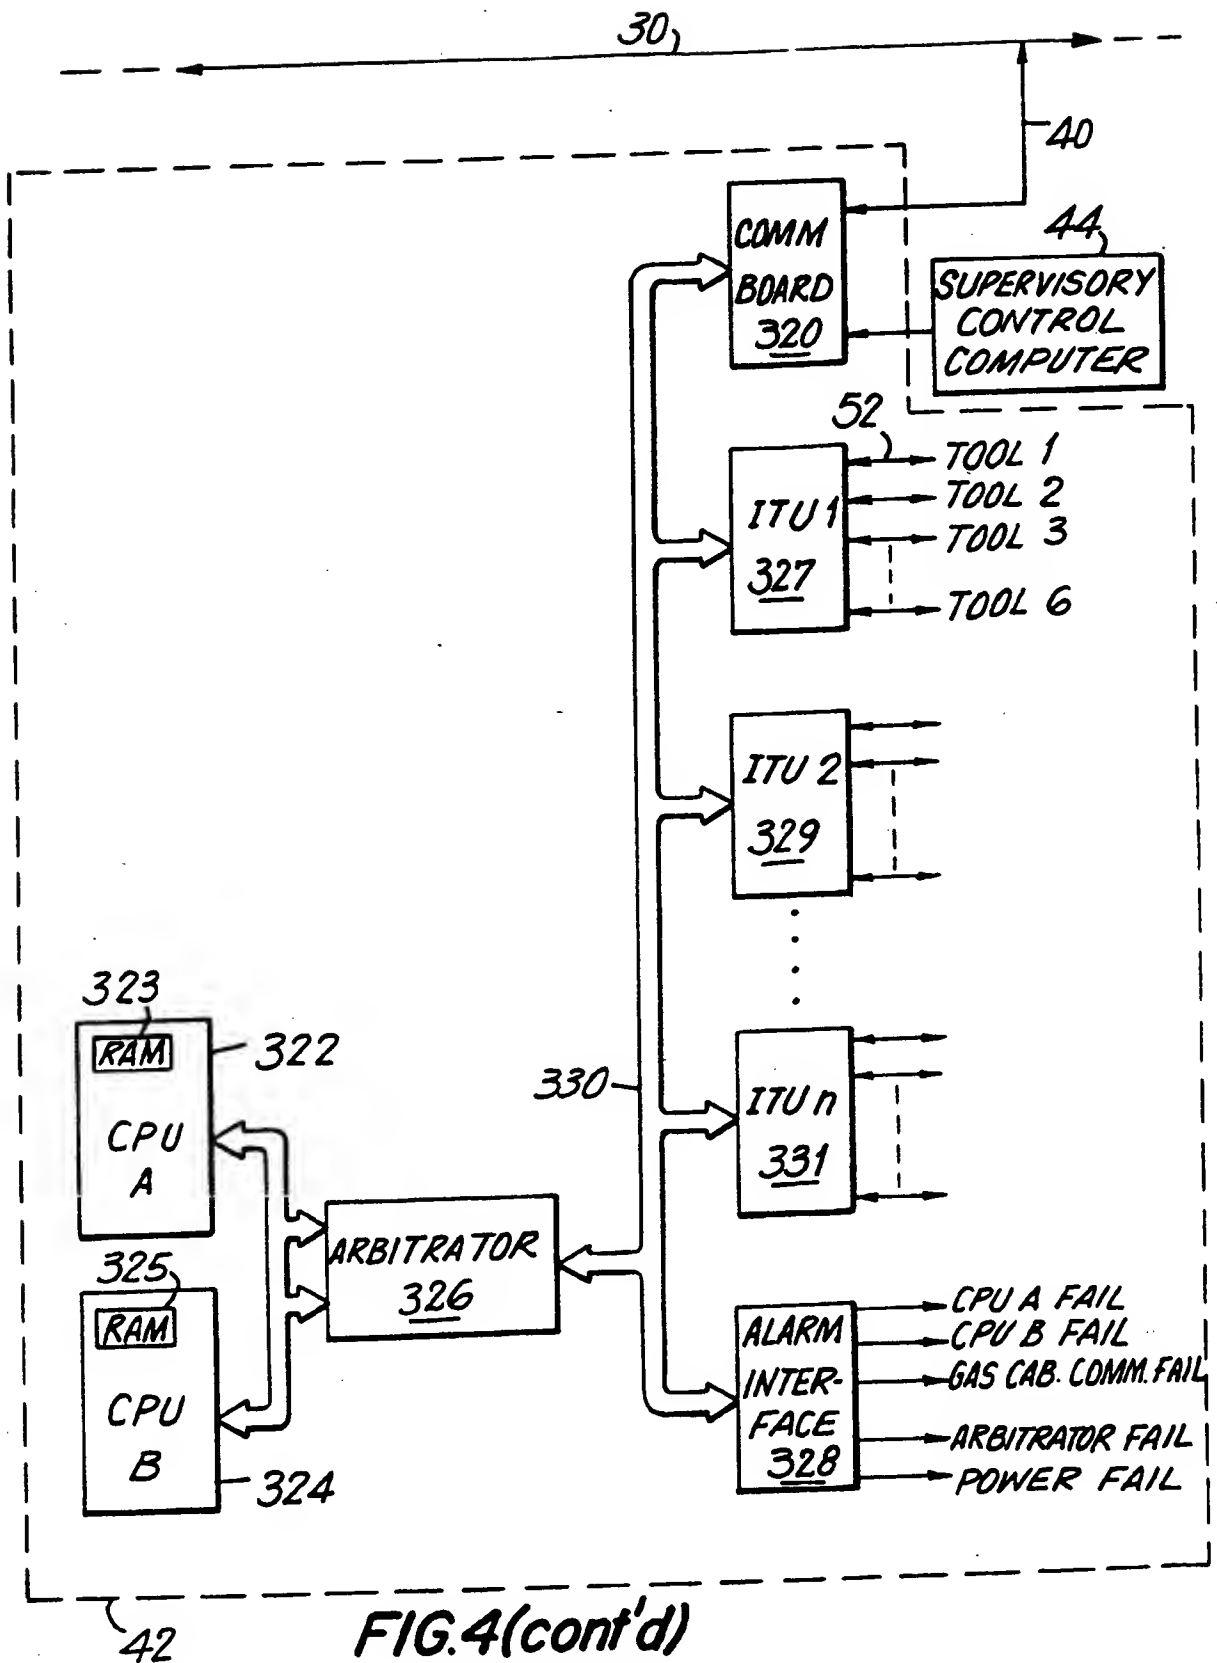 30
40
COMM
BOARD
320
44
SUPERVISORY
CONTROL
COMPUTER
52
TOOL 1
TOOL 2
TOOL 3
TOOL 6
ITU 1
327
ITU 2
329
323
RAM
322
CPU
A
330
ITU n
331
325
RAM
CPU
B
324
ARBITRATOR
326
ALARM
INTER-
FACE
328
CPU A FAIL
CPU B FAIL
GAS CAB. COMM. FAIL
ARBITRATOR FAIL
POWER FAIL
42
FIG.4(cont'd)